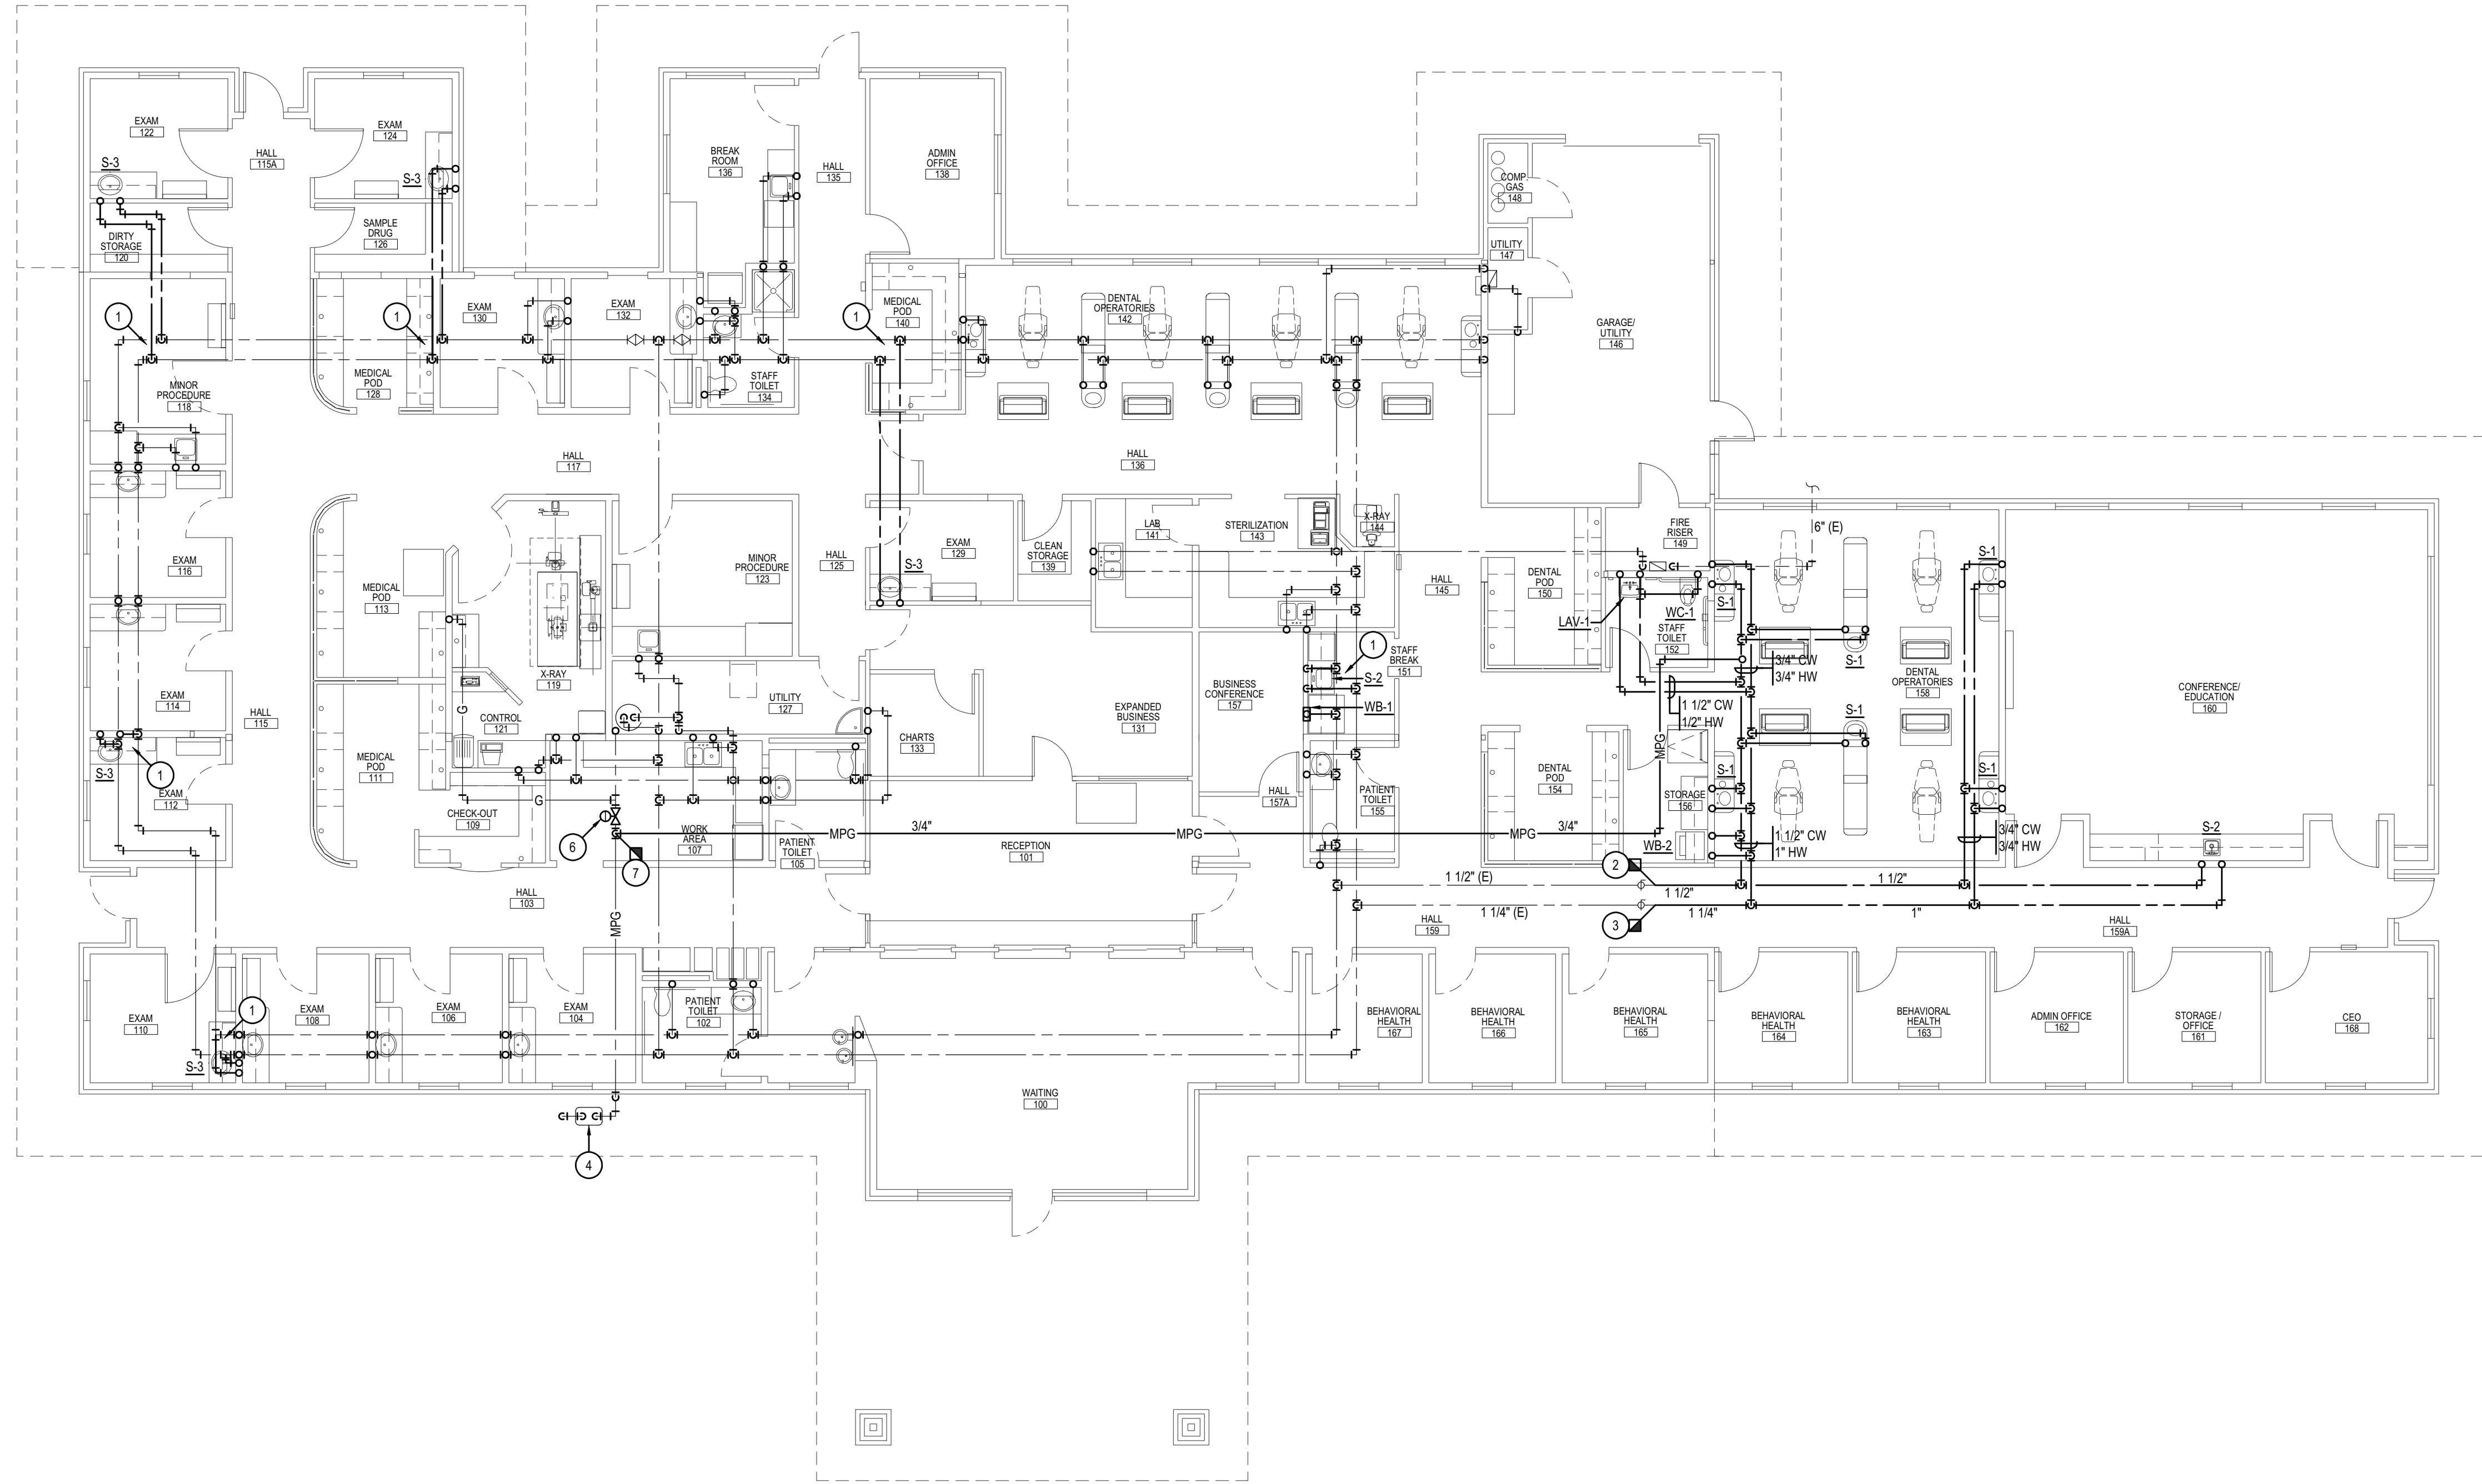 EXAM
122
EXAM
124
HALL
115A
S-3
S-3
DIRTY
STORAGE
120
SAMPLE
DRUG
126
BREAK
ROOM
136
HALL
135
ADMIN
OFFICE
138
COMP.
GAS
148
UTILITY
147
1
1
1
EXAM
130
EXAM
132
MEDICAL
POD
140
DENTAL
OPERATORIES
142
GARAGE/
UTILITY
146
MINOR
PROCEDURE
118
MEDICAL
POD
128
STAFF
TOILET
134
HALL
117
HALL
136
EXAM
116
MEDICAL
POD
113
MINOR
PROCEDURE
123
HALL
125
EXAM
129
S-3
CLEAN
STORAGE
139
LAB
141
STERILIZATION
143
X-RAY
144
HALL
145
DENTAL
POD
150
FIRE
RISER
149
6" (E)
LAV-1
WC-1
STAFF
TOILET
152
S-1
S-1
S-1
3/4" CW
3/4" HW
1 1/2" CW
1/2" HW
DENTAL
OPERATORIES
158
CONFERENCE/
EDUCATION
160
EXAM
114
HALL
115
S-3
1
EXAM
112
X-RAY
119
G
CONTROL
121
MEDICAL
POD
111
CHECK-OUT
109
G
UTILITY
127
CHARTS
133
EXPANDED
BUSINESS
131
BUSINESS
CONFERENCE
157
1
STAFF
BREAK
151
S-2
WB-1
HALL
157A
PATIENT
TOILET
155
DENTAL
POD
154
MPG
STORAGE
156
S-1
S-1
S-1
WB-2
1 1/2" CW
1" HW
3/4" CW
3/4" HW
S-2
6
7
MPG
3/4"
MPG
MPG
3/4"
WORK
AREA
107
PATIENT
TOILET
105
RECEPTION
101
HALL
103
MPG
2
3
1 1/2" (E)
1 1/2"
1 1/2"
1 1/4" (E)
1 1/4"
1"
HALL
159
HALL
159A
EXAM
110
1
S-3
EXAM
108
EXAM
106
EXAM
104
PATIENT
TOILET
102
BEHAVIORAL
HEALTH
167
BEHAVIORAL
HEALTH
166
BEHAVIORAL
HEALTH
165
BEHAVIORAL
HEALTH
164
BEHAVIORAL
HEALTH
163
ADMIN OFFICE
162
STORAGE /
OFFICE
161
CEO
168
WAITING
100
4